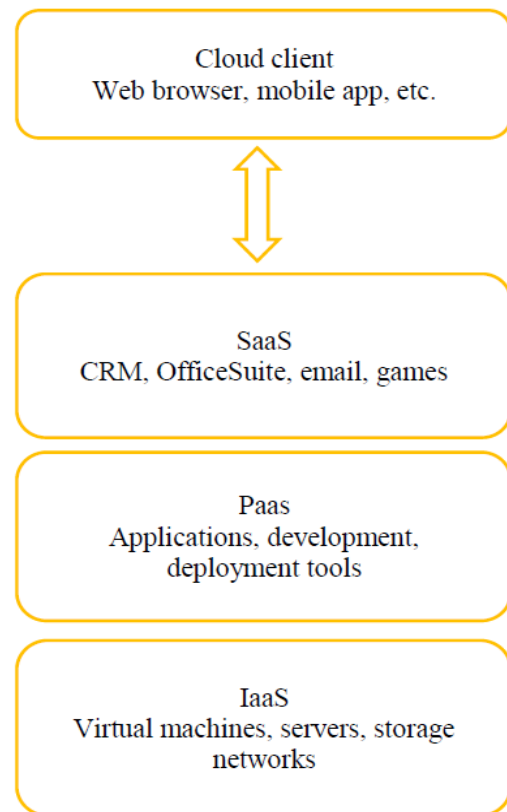 Cloud client
Web browser, mobile app, etc.
SaaS
CRM, OfficeSuite, email, games
Paas
Applications, development,
deployment tools
IaaS
Virtual machines, servers, storage
networks